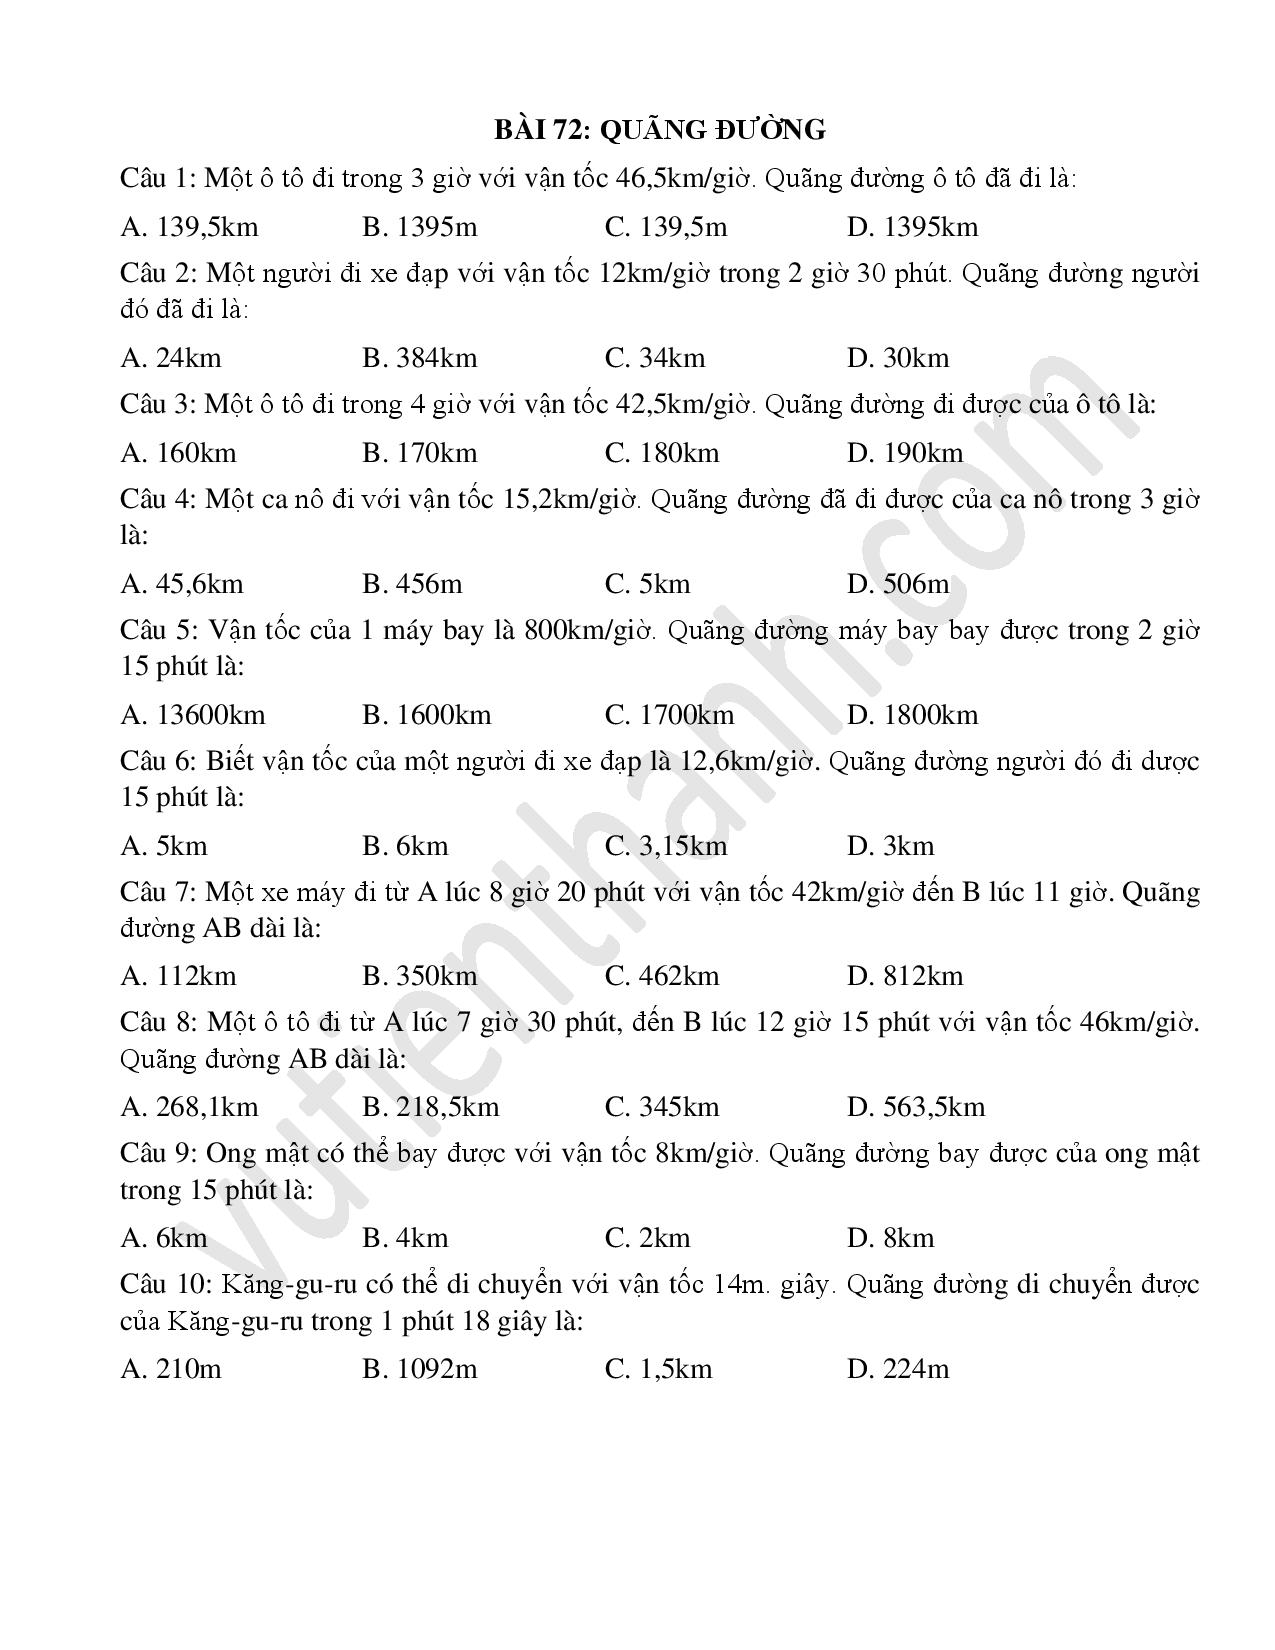 BÀI 72: QUÃNG ĐƯỜNG
Câu 1: Một ô tô đi trong 3 giờ với vận tốc 46,5km/giờ. Quãng đường ô tô đã đi là:
A. 139,5km B. 1395m C. 139,5m D. 1395km
Câu 2: Một người đi xe đạp với vận tốc 12km/giờ trong 2 giờ 30 phút. Quãng đường người
đó đã đi là:
A. 24km B. 384km C. 34km D. 30km
Câu 3: Một ô tô đi trong 4 giờ với vận tốc 42,5km/giờ. Quãng đường đi được của ô tô là:
A. 160km B. 170km C. 180km D. 190km
Câu 4: Một ca nô đi với vận tốc 15,2km/giờ. Quãng đường đã đi được của ca nô trong 3 giờ
là:
A. 45,6km B. 456m C. 5km D. 506m
Câu 5: Vận tốc của 1 máy bay là 800km/giờ. Quãng đường máy bay bay được trong 2 giờ
15 phút là:
A. 13600km B. 1600km C. 1700km D. 1800km
Câu 6: Biết vận tốc của một người đi xe đạp là 12,6km/giờ. Quãng đường người đó đi dược
15 phút là:
A. 5km B. 6km C. 3,15km D. 3km
Câu 7: Một xe máy đi từ A lúc 8 giờ 20 phút với vận tốc 42km/giờ đến B lúc 11 giờ. Quãng
đường AB dài là:
A. 112km B. 350km C. 462km D. 812km
Câu 8: Một ô tô đi từ A lúc 7 giờ 30 phút, đến B lúc 12 giờ 15 phút với vận tốc 46km/giờ.
Quãng đường AB dài là:
A. 268,1km B. 218,5km C. 345km D. 563,5km
Câu 9: Ong mật có thể bay được với vận tốc 8km/giờ. Quãng đường bay được của ong mật
trong 15 phút là:
A. 6km B. 4km C. 2km D. 8km
Câu 10: Kăng-gu-ru có thể di chuyển với vận tốc 14m. giây. Quãng đường di chuyển được
của Kăng-gu-ru trong 1 phút 18 giây là:
A. 210m B. 1092m C. 1,5km D. 224m
vutienthanh.com